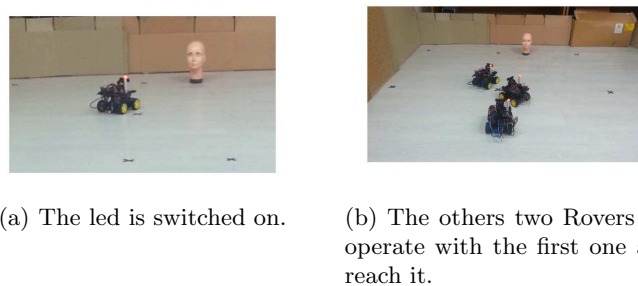 (a) The led is switched on.
(b) The others two Rovers
operate with the first one
reach it.